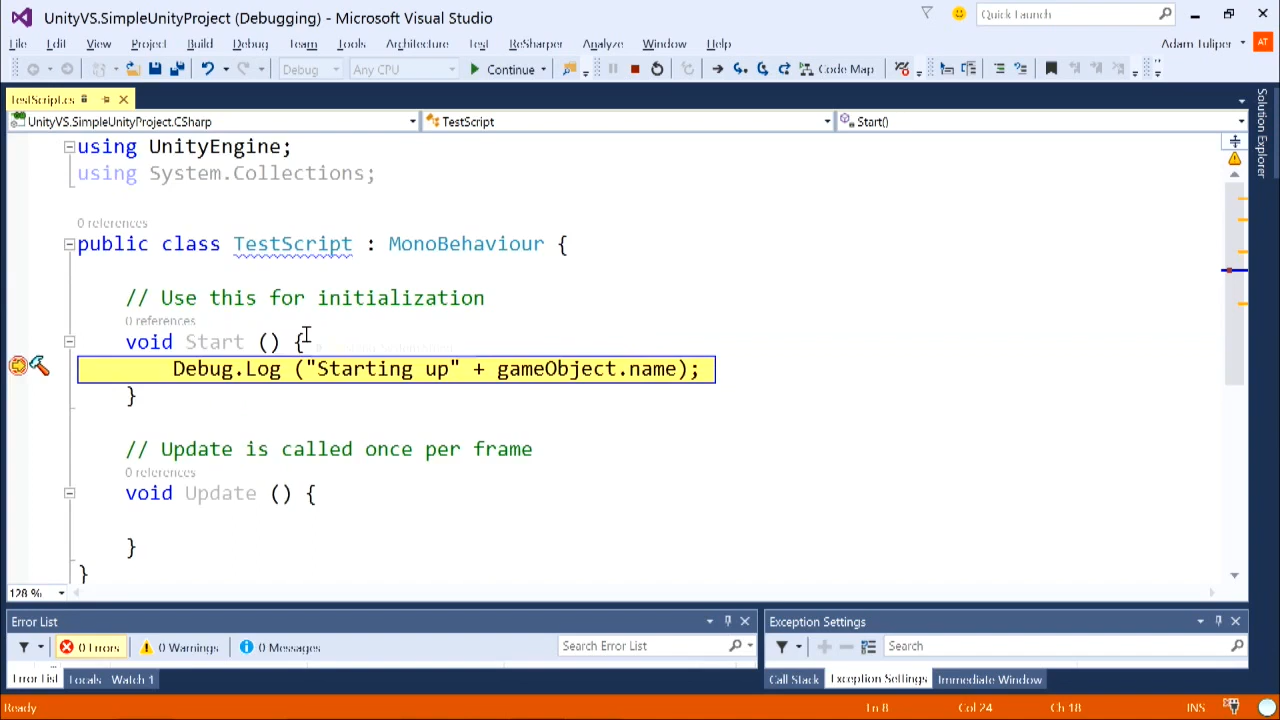 UnityVS.SimpleUnityProject (Debugging) - Microsoft Visual Studio
Quick Launch
File Edit View Project Build Debug Team Tools Architecture Test ReSharper Analyze Window Help
Adam Tuliper AT
Debug Any CPU Continue Code Map
TestScript.cs
UnityVS.SimpleUnityProject.CSharp TestScript Start()
Solution Explorer
using UnityEngine;
using System.Collections;
0 references
public class TestScript : MonoBehaviour {
// Use this for initialization
0 references
void Start () {
Debug.Log ("Starting up" + gameObject.name);
}
// Update is called once per frame
0 references
void Update () {
}
}
128 %
Error List
0 Errors 0 Warnings 0 Messages Search Error List
Error List Locals Watch 1
Exception Settings
Search
Call Stack Exception Settings Immediate Window
Ready Ln 8 Col 24 Ch 18 INS